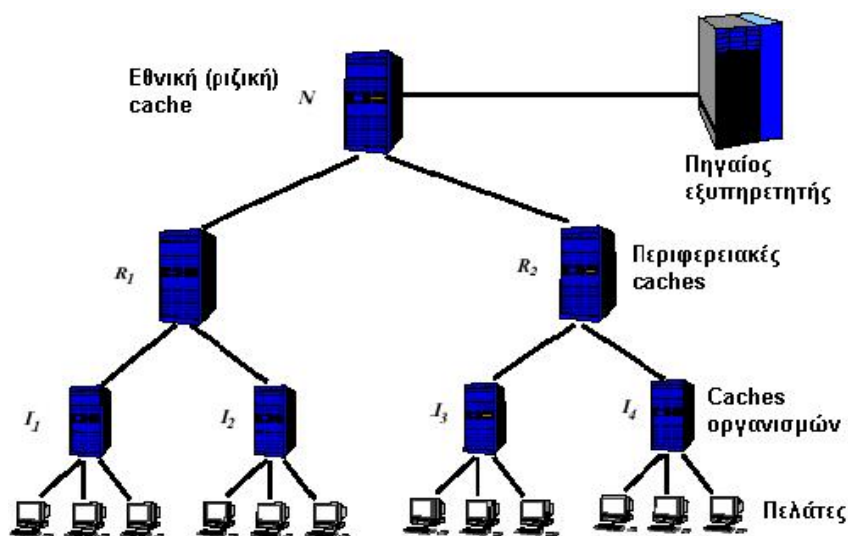 Εθνική (ριζική)
cache
N
Πηγαίος
εξυπηρετητής
R1
R2
Περιφερειακές
caches
I1
I2
I3
I4
Caches
οργανισμών
Πελάτες